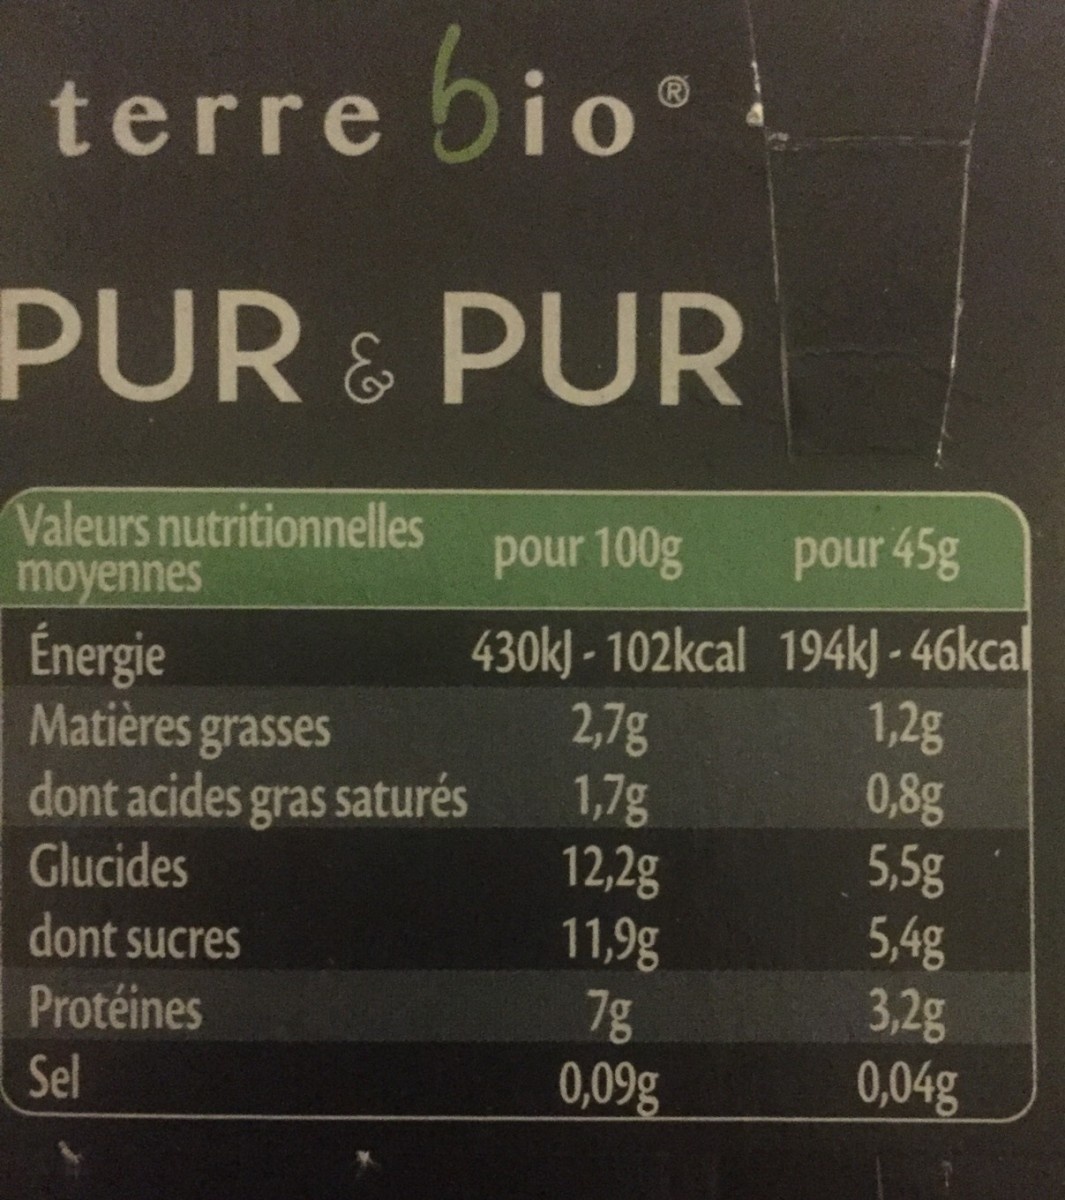 terre bio®
PUR & PUR
Valeurs nutritionnelles moyennes pour 100g pour 45g
Énergie 430kJ - 102kcal 194kJ - 46kcal
Matières grasses 2,7g 1,2g
dont acides gras saturés 1,7g 0,8g
Glucides 12,2g 5,5g
dont sucres 11,9g 5,4g
Protéines 7g 3,2g
Sel 0,09g 0,04g